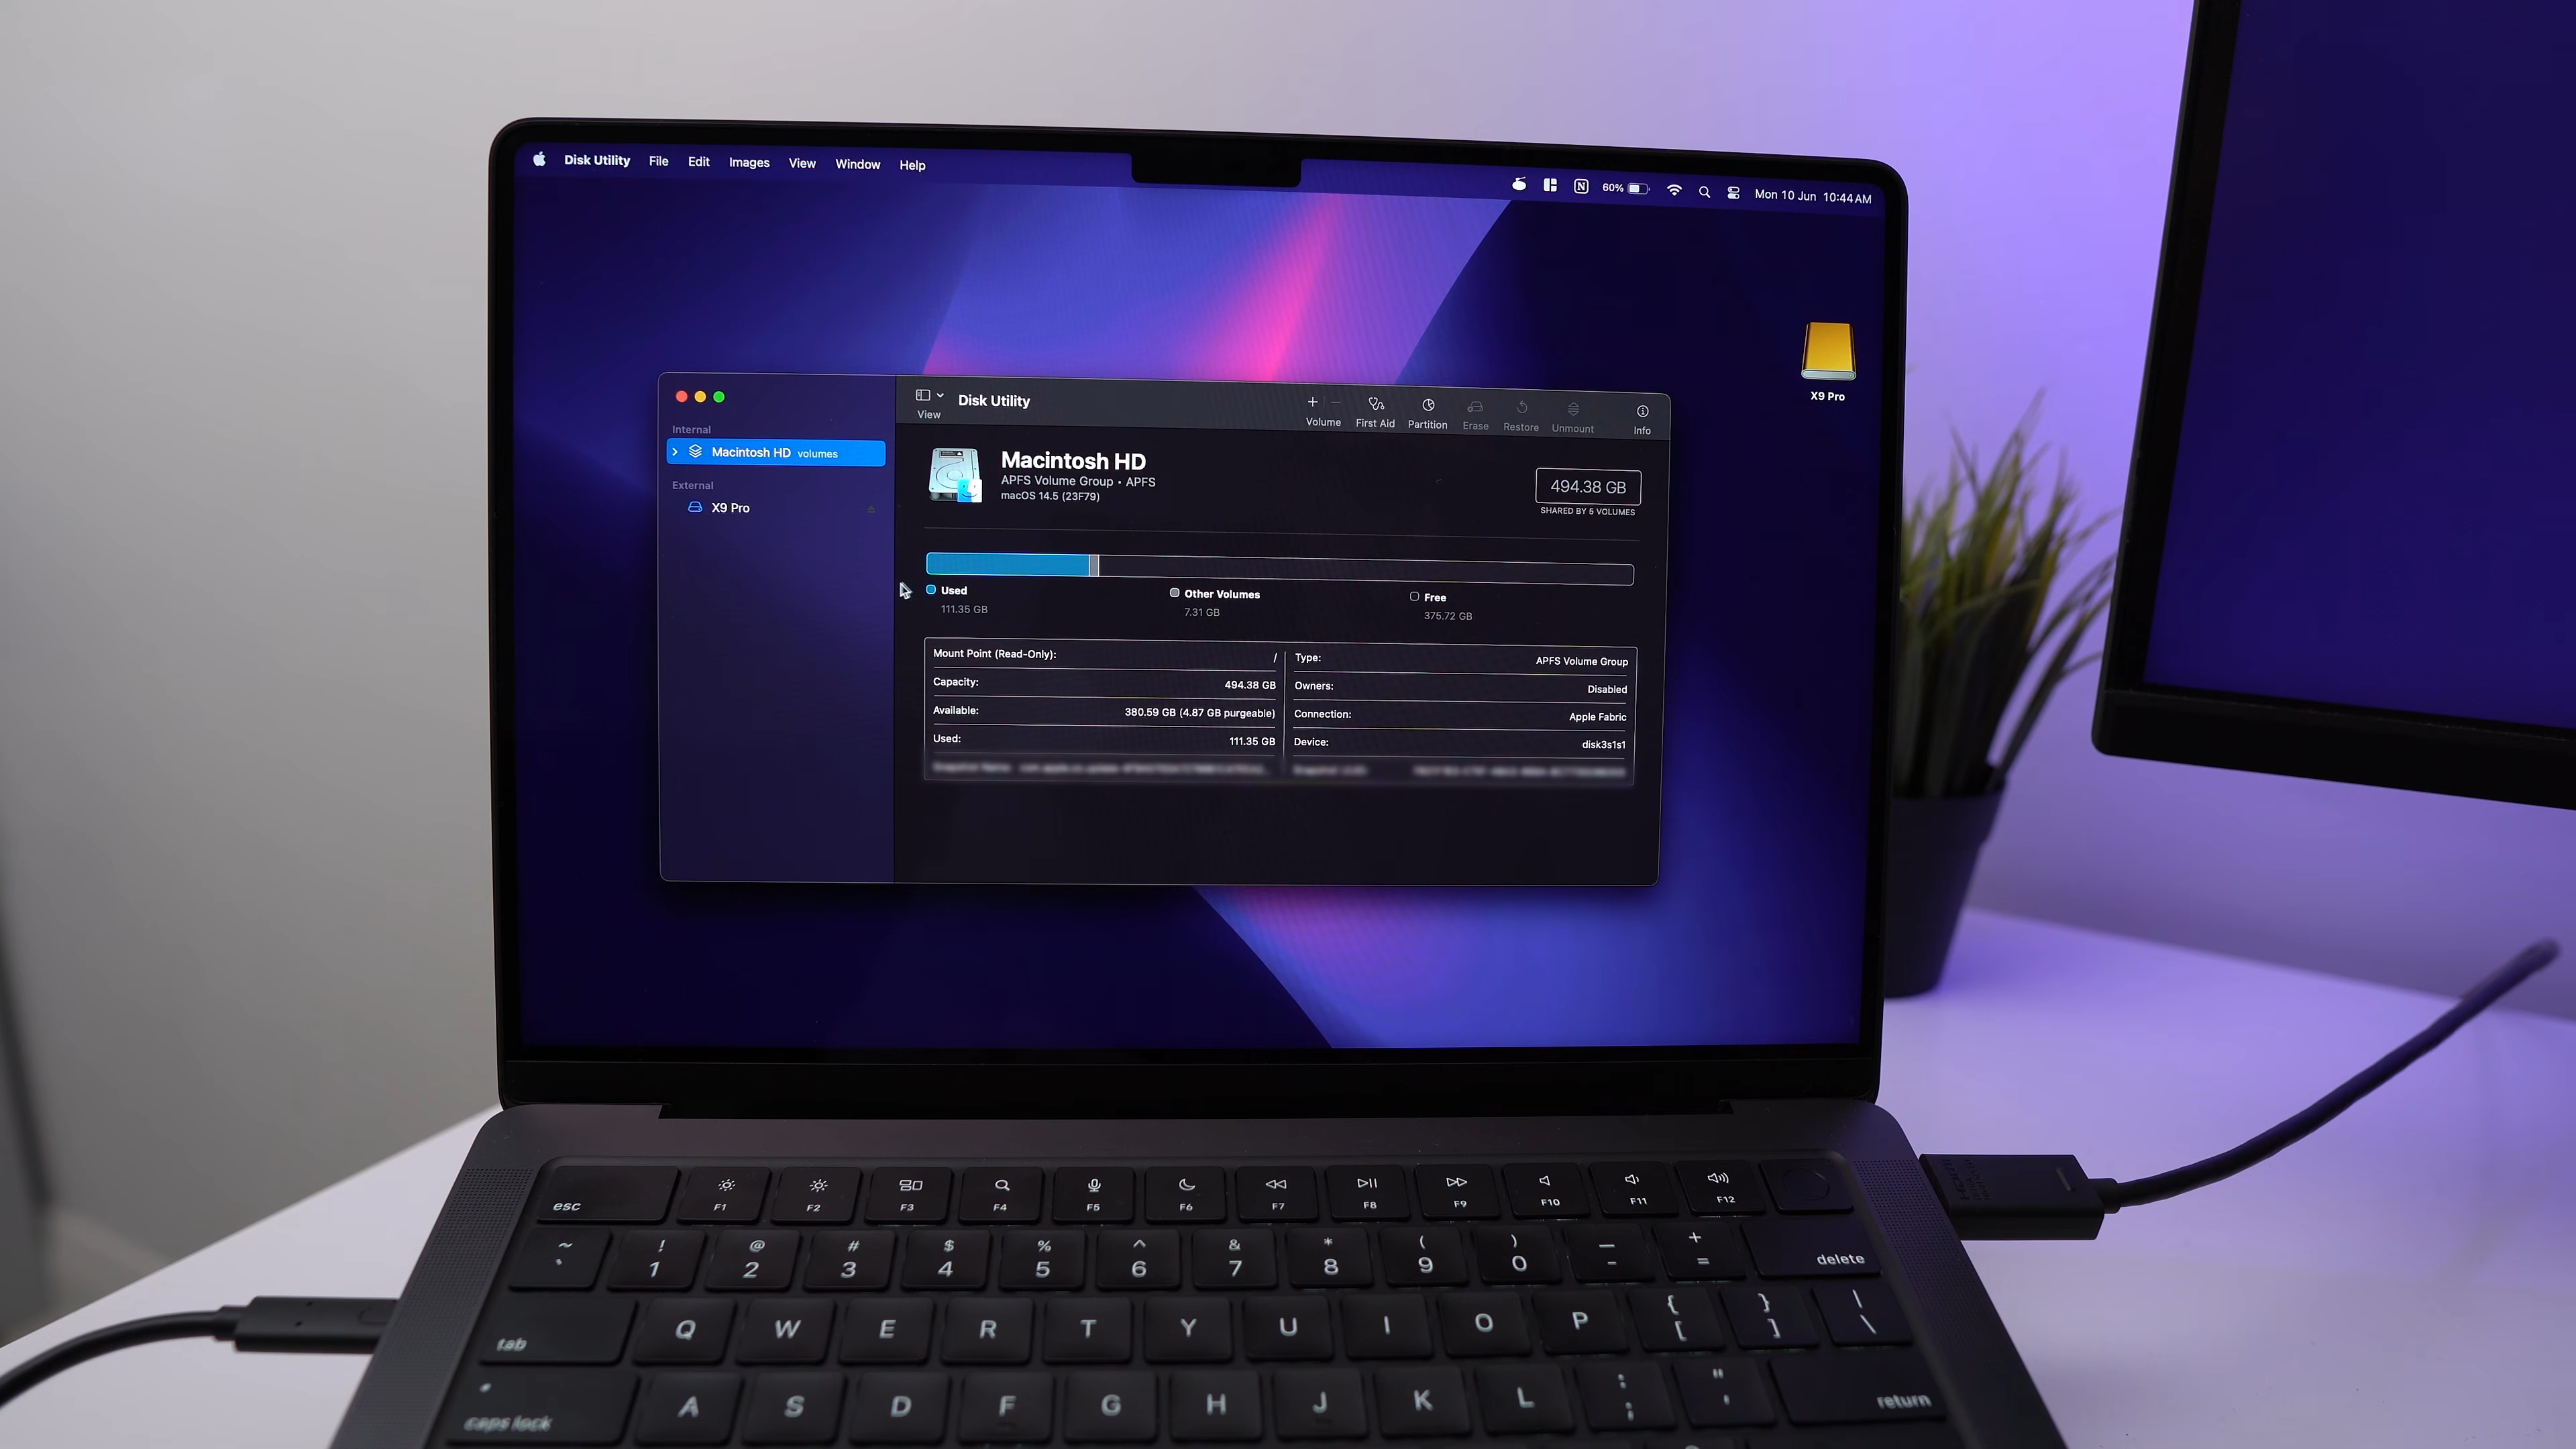 Disk Utility File Edit Images View Window Help
60% Mon 10 Jun 10:44 AM
X9 Pro
View Disk Utility
Volume First Aid Partition Erase Restore Unmount Info
Internal
Macintosh HD volumes
External
X9 Pro
Macintosh HD
APFS Volume Group • APFS
macOS 14.5 (23F79)
494.38 GB
SHARED BY 5 VOLUMES
Used
111.35 GB
Other Volumes
7.31 GB
Free
375.72 GB
Mount Point (Read-Only): /
Capacity: 494.38 GB
Available: 380.59 GB (4.87 GB purgeable)
Used: 111.35 GB
Type: APFS Volume Group
Owners: Disabled
Connection: Apple Fabric
Device: disk3s1s1
esc F1 F2 F3 F4 F5 F6 F7 F8 F9 F10 F11 F12
~ ! @ # $ % ^ & * ( ) — +
` 1 2 3 4 5 6 7 8 9 0 - = delete
tab Q W E R T Y U I O P { [ } ] | \
caps lock A S D F G H J K L : ; " ' return
HDMI